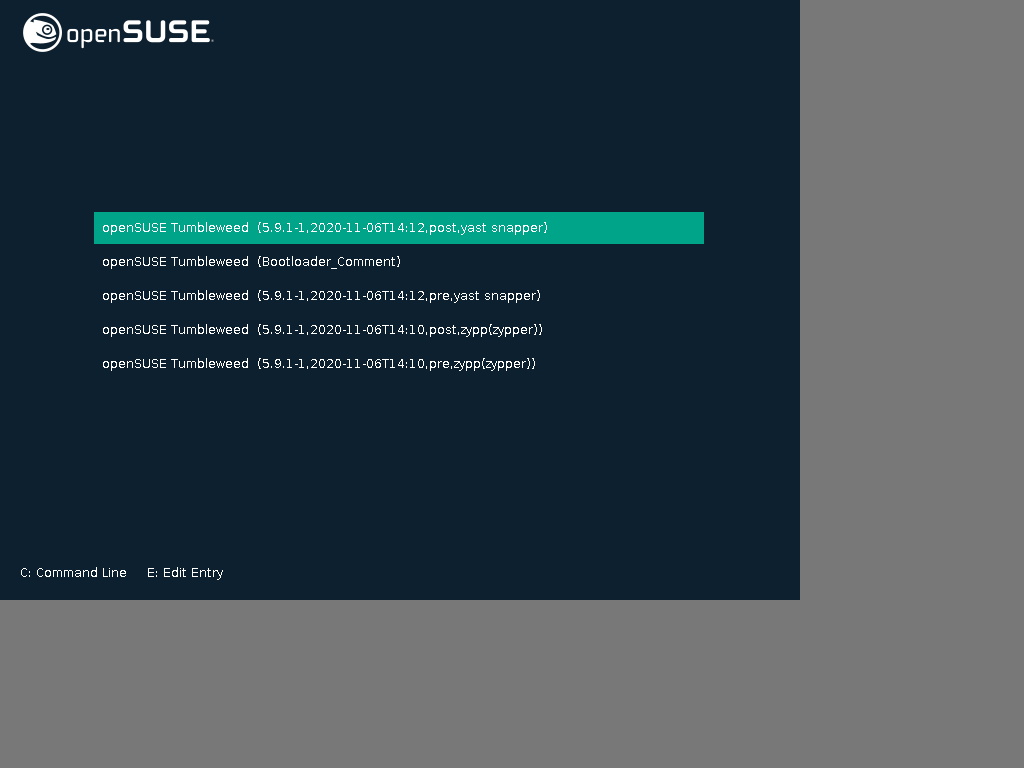 openSUSE.
openSUSE Tumbleweed (5.9.1-1,2020-11-06T14:12,post,yast snapper)
openSUSE Tumbleweed (Bootloader_Comment)
openSUSE Tumbleweed (5.9.1-1,2020-11-06T14:12,pre,yast snapper)
openSUSE Tumbleweed (5.9.1-1,2020-11-06T14:10,post,zypp(zypper))
openSUSE Tumbleweed (5.9.1-1,2020-11-06T14:10,pre,zypp(zypper))
C: Command Line E: Edit Entry